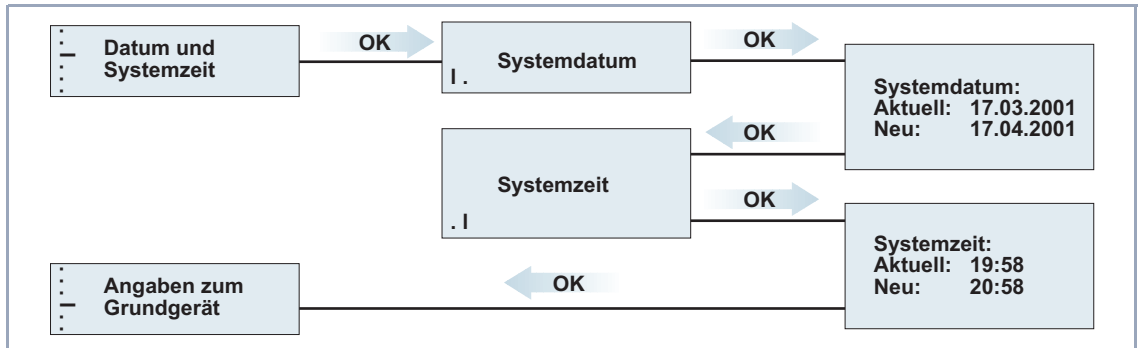 Datum und
Systemzeit
OK
Systemdatum
I .
OK
Systemdatum:
Aktuell: 17.03.2001
Neu: 17.04.2001
OK
Systemzeit
. I
OK
Systemzeit:
Aktuell: 19:58
Neu: 20:58
OK
Angaben zum
Grundgerät